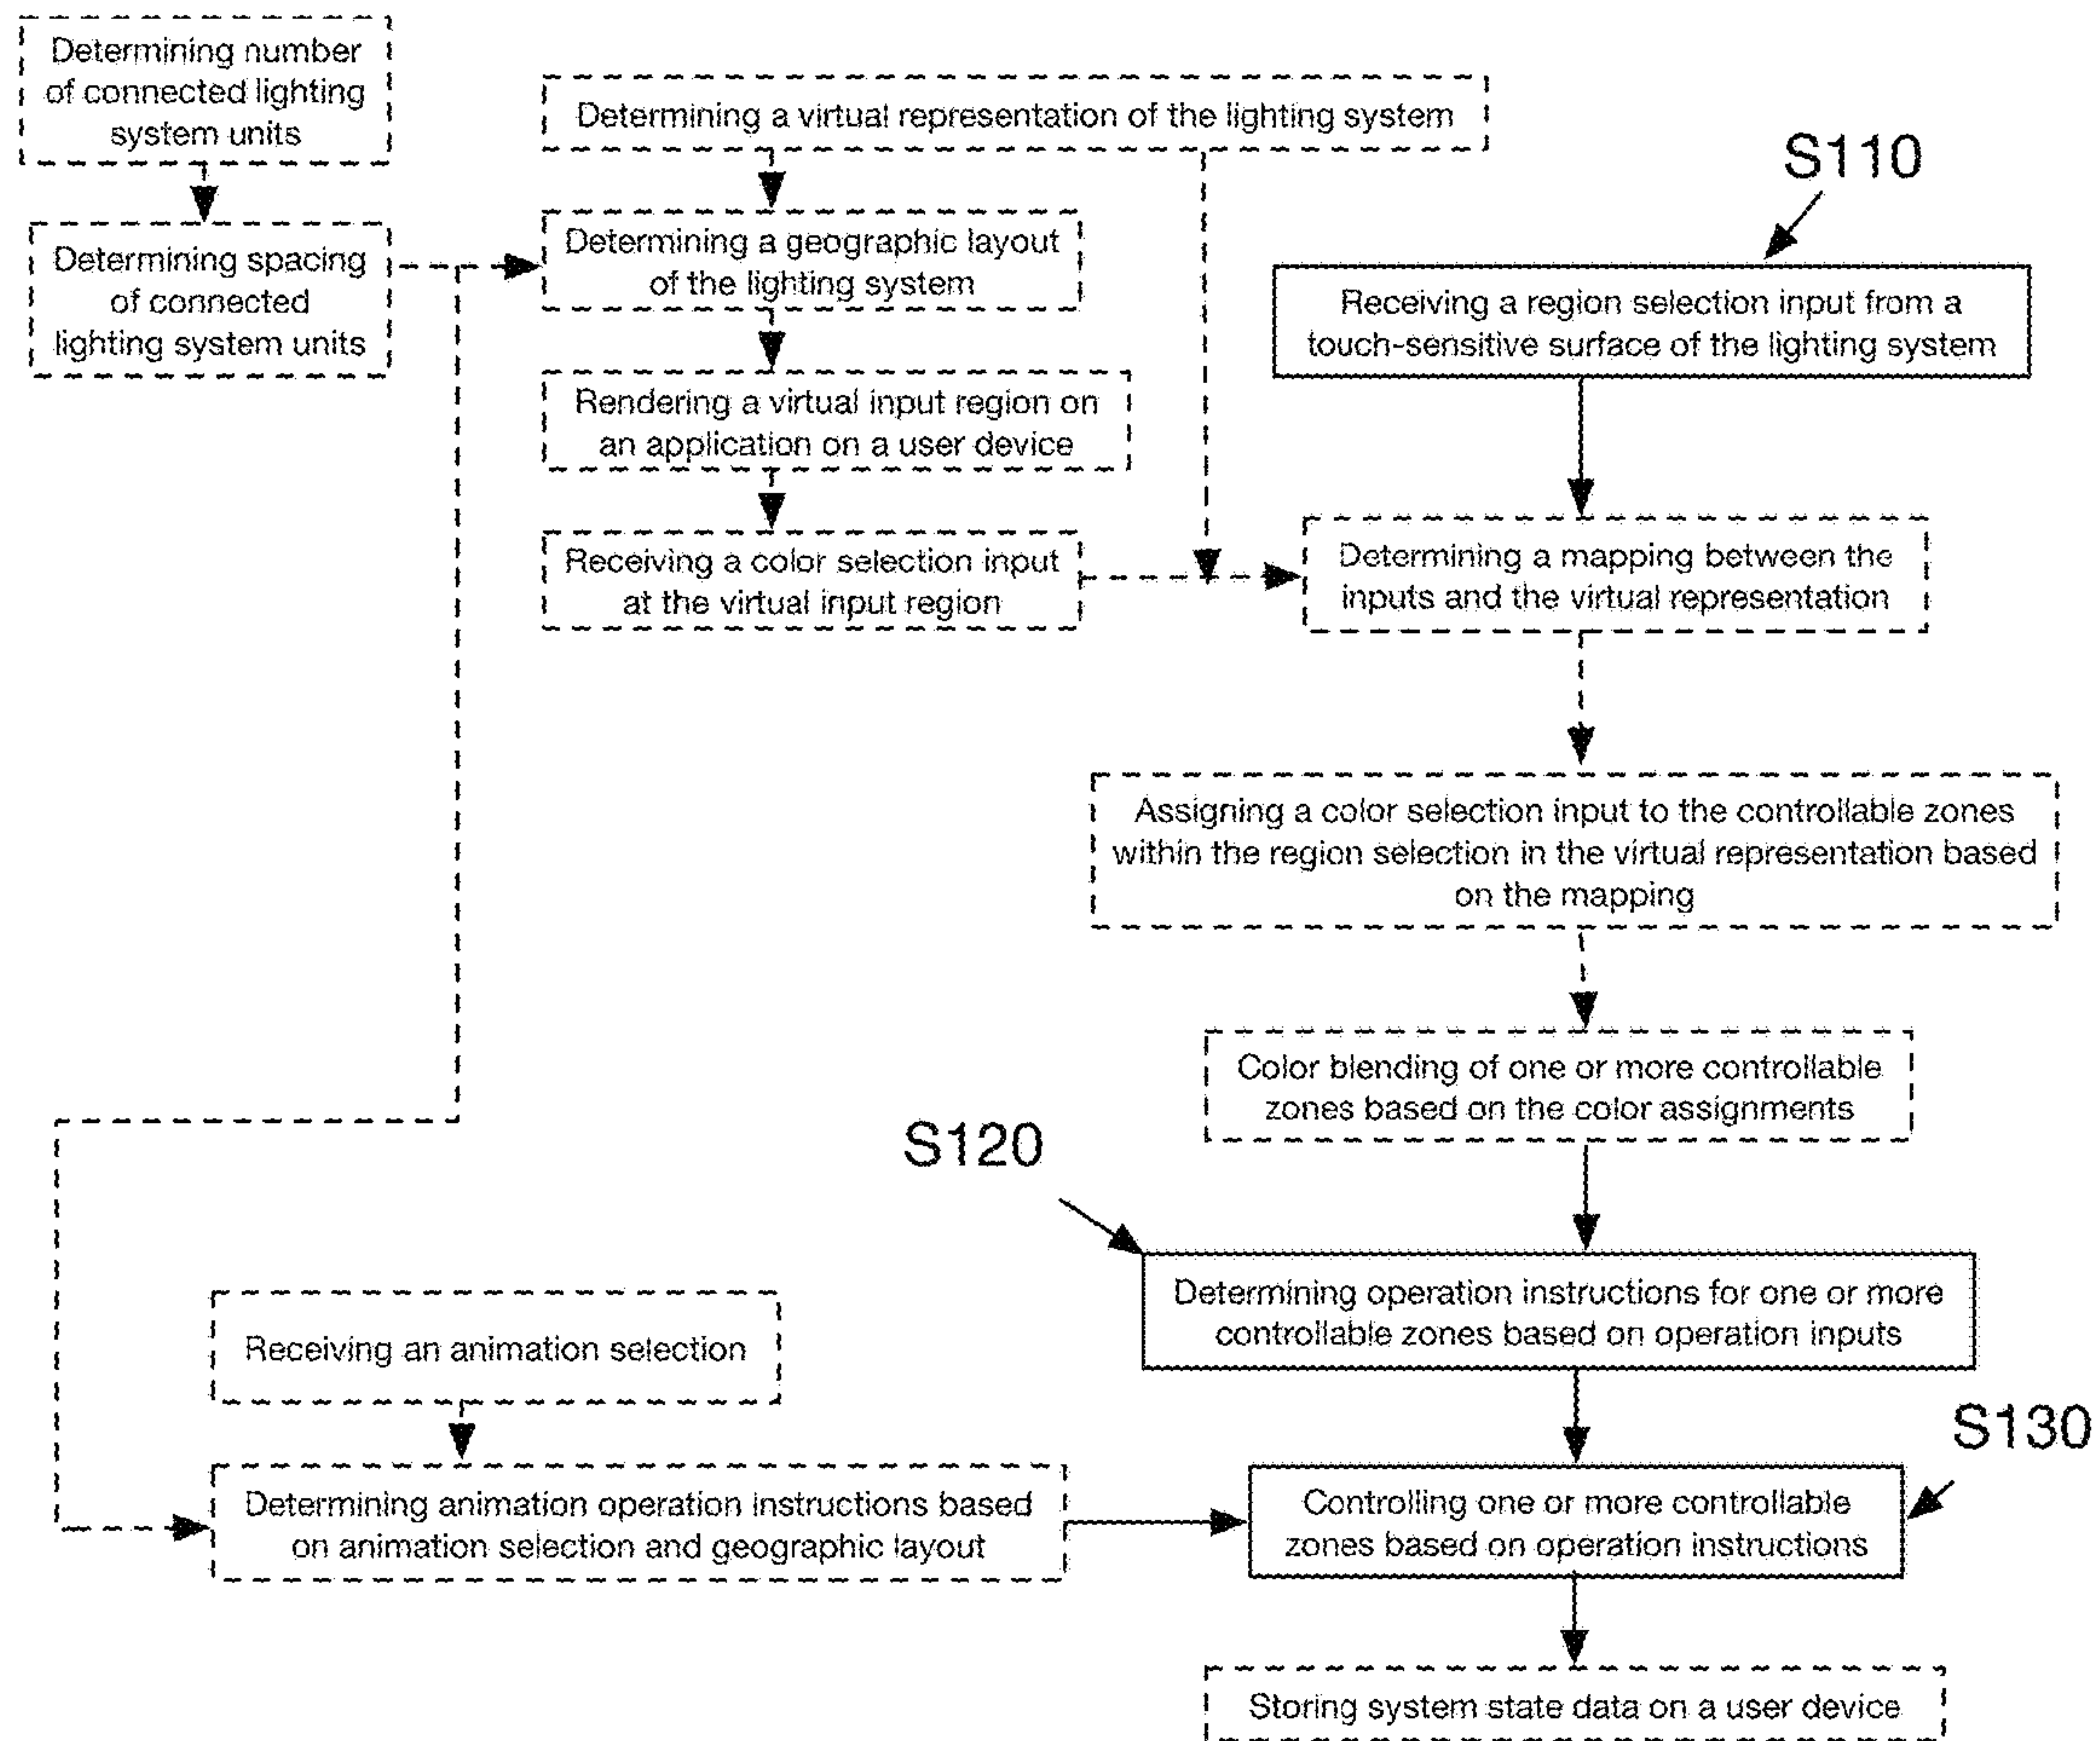 Determining number
of connected lighting
system units
Determining a virtual representation of the lighting system
S110
Determining spacing
of connected
lighting system units
Determining a geographic layout
of the lighting system
Receiving a region selection input from a
touch-sensitive surface of the lighting system
Rendering a virtual input region on
an application on a user device
Receiving a color selection input
at the virtual input region
Determining a mapping between the
inputs and the virtual representation
Assigning a color selection input to the controllable zones
within the region selection in the virtual representation based
on the mapping
Color blending of one or more controllable
zones based on the color assignments
S120
Determining operation instructions for one or more
controllable zones based on operation inputs
Receiving an animation selection
S130
Determining animation operation instructions based
on animation selection and geographic layout
Controlling one or more controllable
zones based on operation instructions
Storing system state data on a user device